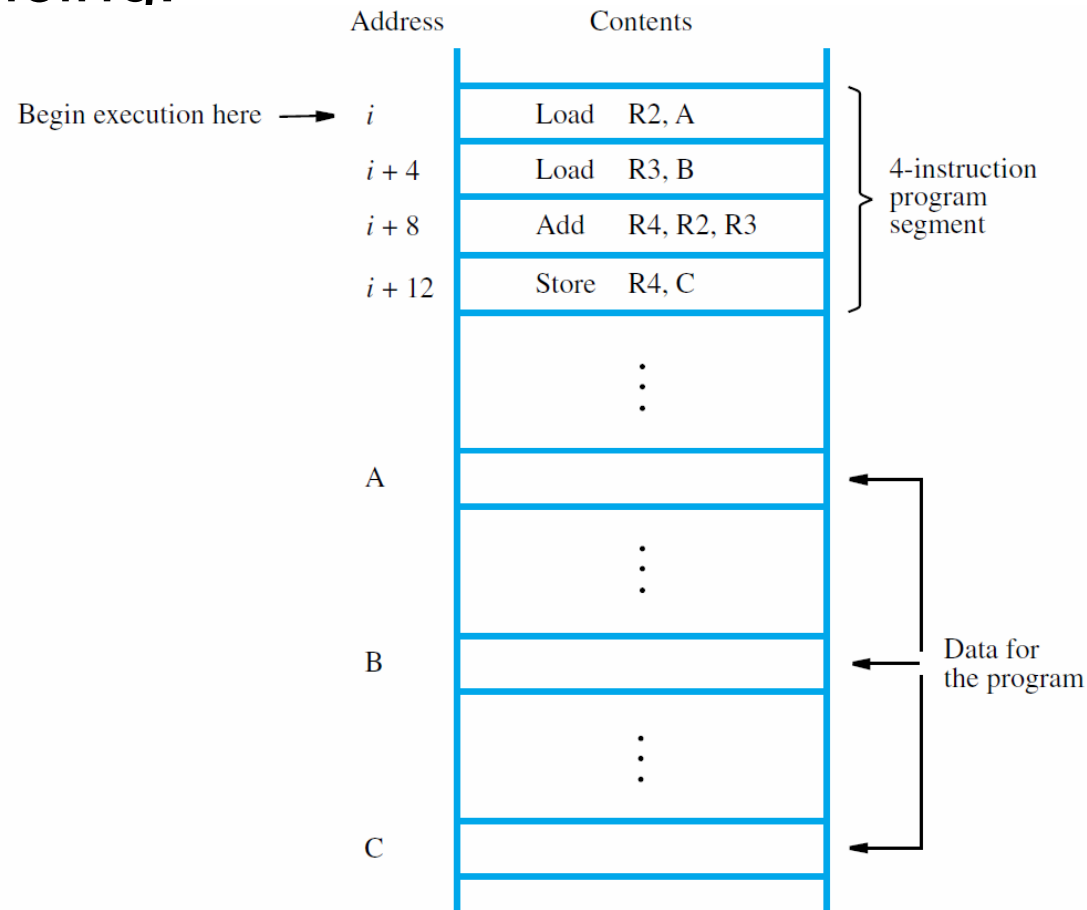 Address Contents
Begin execution here i Load R2, A
i + 4 Load R3, B
i + 8 Add R4, R2, R3
i + 12 Store R4, C
4-instruction
program
segment
A
B
C
Data for
the program